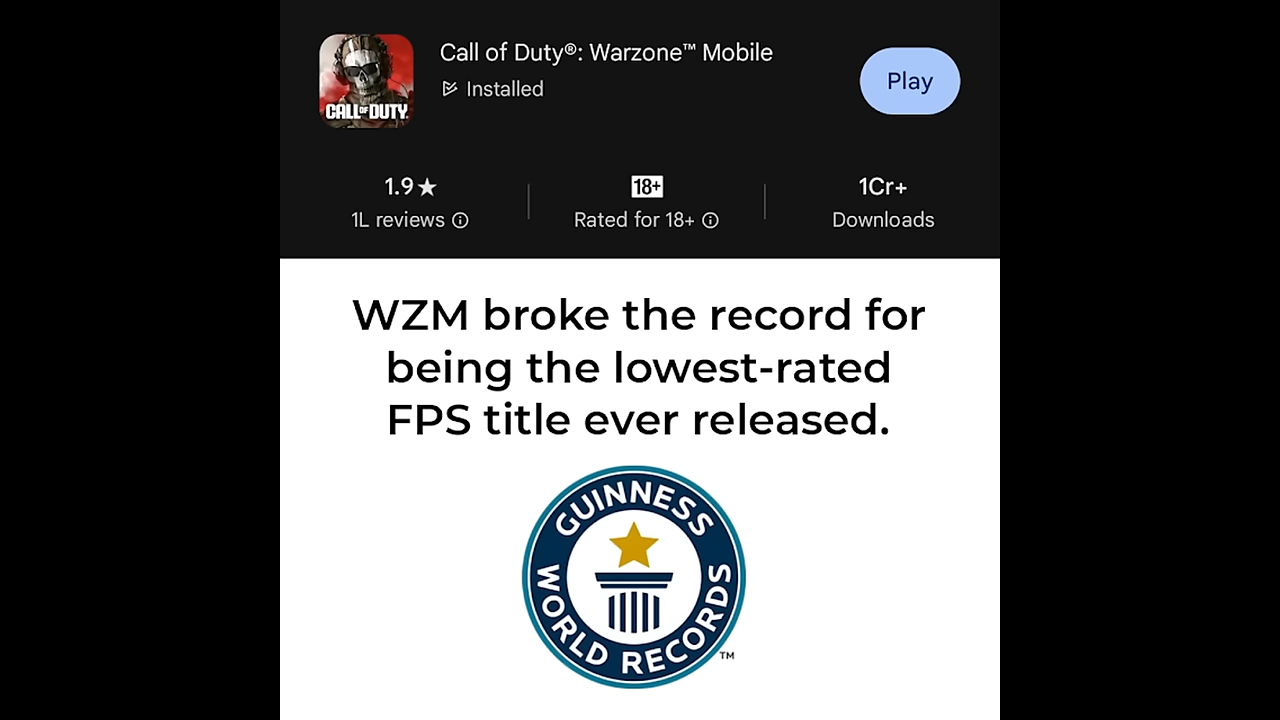 Call of Duty®: Warzone™ Mobile
Installed
Play
CALL OF DUTY.
1.9★
1L reviews
18+
Rated for 18+
1Cr+
Downloads
WZM broke the record for
being the lowest-rated
FPS title ever released.
GUINNESS
WORLD RECORDS
TM